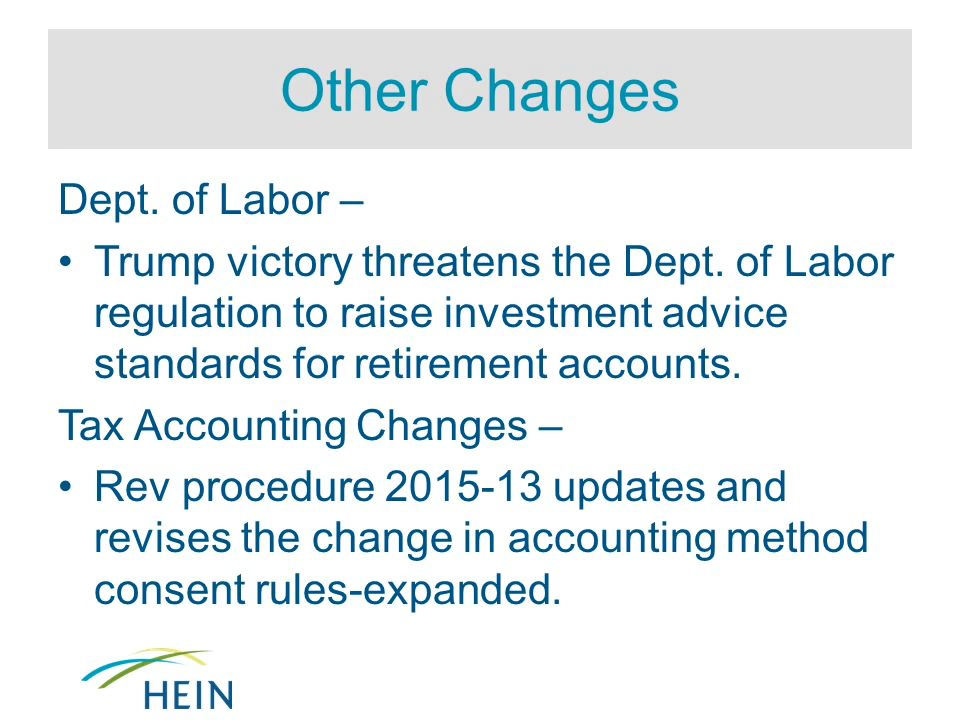 Other Changes
Dept. of Labor –
• Trump victory threatens the Dept. of Labor
regulation to raise investment advice
standards for retirement accounts.
Tax Accounting Changes –
• Rev procedure 2015-13 updates and
revises the change in accounting method
consent rules-expanded.
HEIN